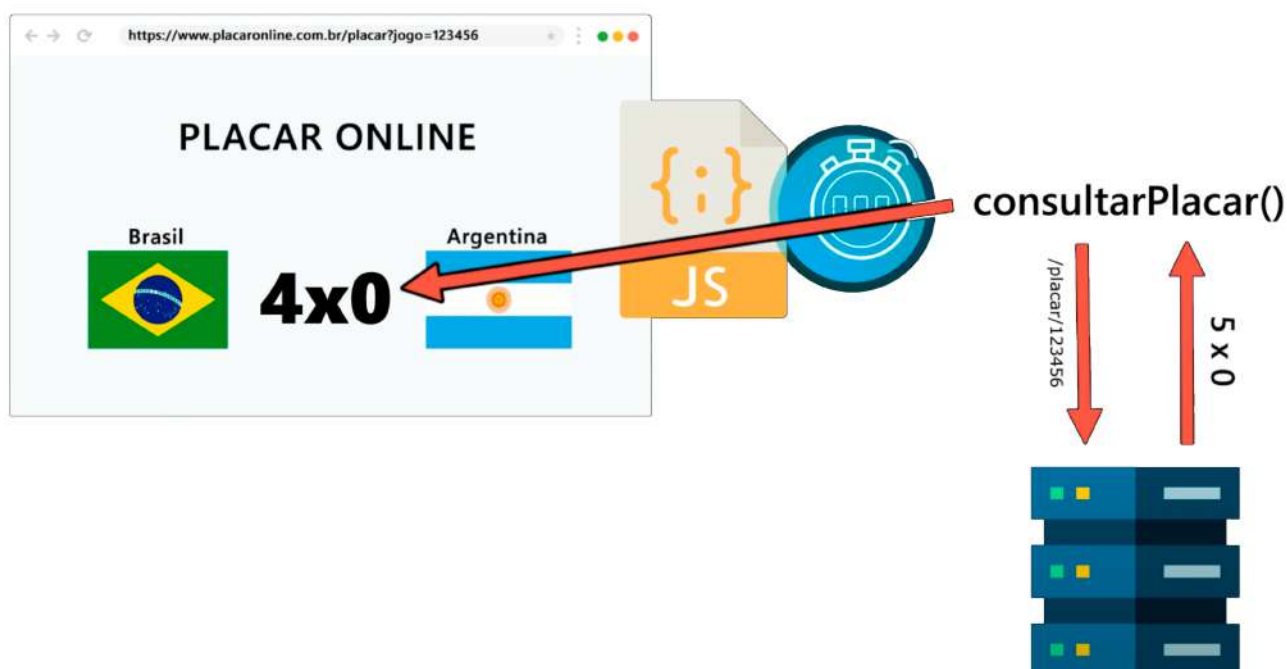 https://www.placaronline.com.br/placar?jogo=123456
PLACAR ONLINE
Brasil
Argentina
4x0
{;}
JS
consultarPlacar()
/placar/123456
5 x 0